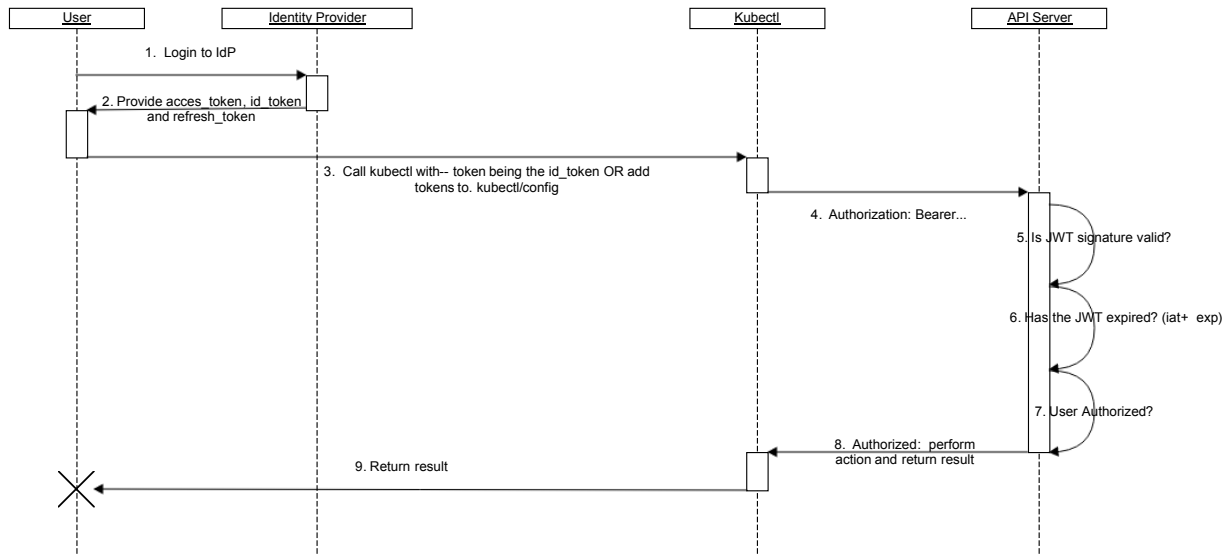 User
Identity Provider
Kubectl
API Server
1. Login to IdP
2. Provide acces_token, id_token
and refresh_token
3. Call kubectl with-- token being the id_token OR add
tokens to. kubectl/config
4. Authorization: Bearer...
5. Is JWT signature valid?
6. Has the JWT expired? (iat+ exp)
7. User Authorized?
8. Authorized: perform
action and return result
9. Return result